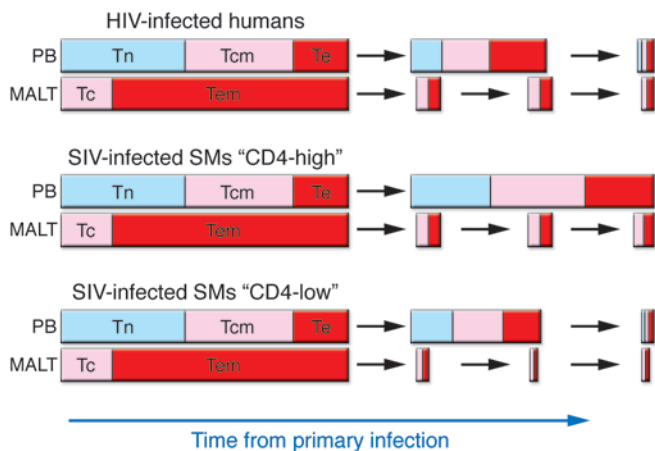 HIV-infected humans
PB Tn Tcm Te
MALT Tc Tem
SIV-infected SMs “CD4-high”
PB Tn Tcm Te
MALT Tc Tem
SIV-infected SMs “CD4-low”
PB Tn Tcm Te
MALT Tc Tem
Time from primary infection